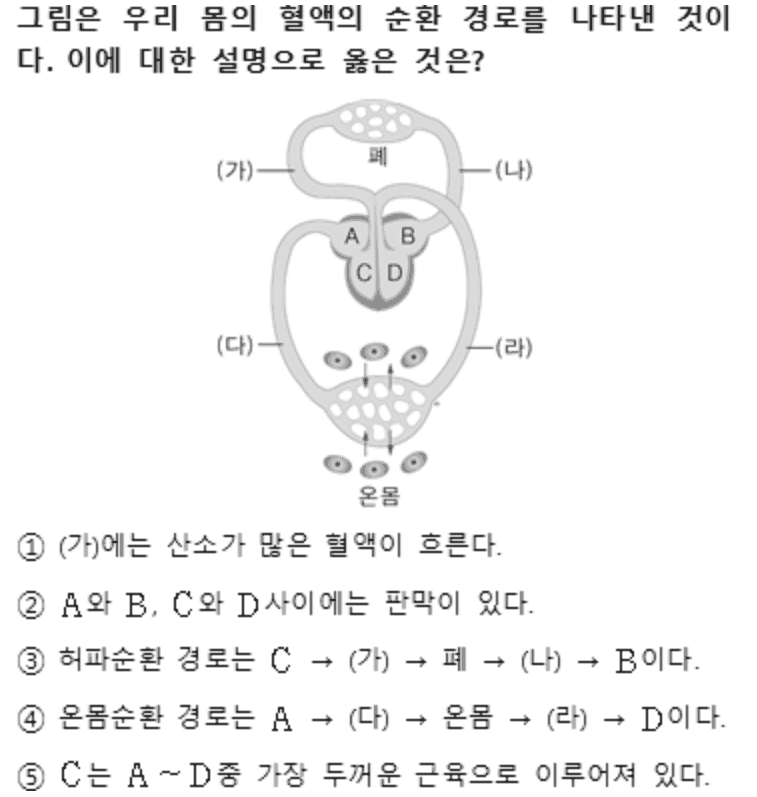 그림은 우리 몸의 혈액의 순환 경로를 나타낸 것이
다. 이에 대한 설명으로 옳은 것은?
폐
(가) (나)
A B
C D
(다) (라)
온몸
① (가)에는 산소가 많은 혈액이 흐른다.
② A와 B, C와 D사이에는 판막이 있다.
③ 허파순환 경로는 C → (가) → 폐 → (나) → B이다.
④ 온몸순환 경로는 A → (다) → 온몸 → (라) → D이다.
⑤ C는 A ~ D중 가장 두꺼운 근육으로 이루어져 있다.